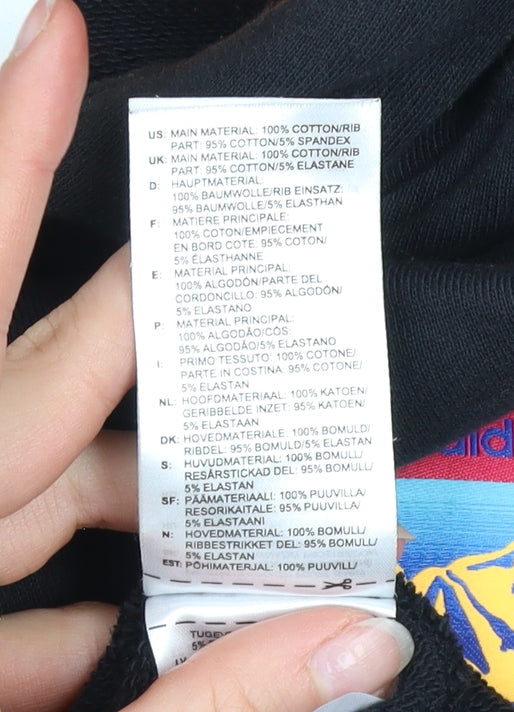 US: MAIN MATERIAL: 100% COTTON/RIB
PART: 95% COTTON/5% SPANDEX
UK: MAIN MATERIAL: 100% COTTON/RIB
PART: 95% COTTON/5% ELASTANE
D: HAUPTMATERIAL:
100% BAUMWOLLE/RIB EINSATZ:
95% BAUMWOLLE/5% ELASTHAN
F: MATIERE PRINCIPALE:
100% COTON/EMPIECEMENT
EN BORD COTE: 95% COTON/
5% ÉLASTHANNE
E: MATERIAL PRINCIPAL:
100% ALGODÓN/PARTE DEL
CORDONCILLO: 95% ALGODÓN/
5% ELASTANO
P: MATERIAL PRINCIPAL:
100% ALGODÃO/CÓS:
95% ALGODÃO/5% ELASTANO
I: PRIMO TESSUTO: 100% COTONE/
PARTE IN COSTINA: 95% COTONE/
5% ELASTAN
NL: HOOFDMATERIAAL: 100% KATOEN/
GERIBBELDE INZET: 95% KATOEN/
5% ELASTAAN
DK: HOVEDMATERIALE: 100% BOMULD/
RIBDEL: 95% BOMULD/5% ELASTAN
S: HUVUDMATERIAL: 100% BOMULL/
RESÅRSTICKAD DEL: 95% BOMULL/
5% ELASTAN
SF: PÄÄMATERIAALI: 100% PUUVILLA/
RESORIKAITALE: 95% PUUVILLA/
5% ELASTAANI
N: HOVEDMATERIAL: 100% BOMULL/
RIBBESTRIKKET DEL: 95% BOMULL/
5% ELASTAN
EST: PÕHIMATERJAL: 100% PUUVILL/